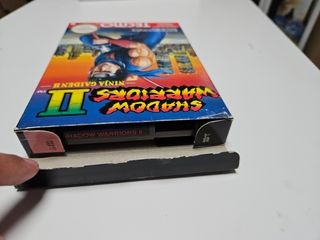 SHADOW
WARRIORS
NINJA GAIDEN II
II
TECMO
SHADOW WARRIORS II